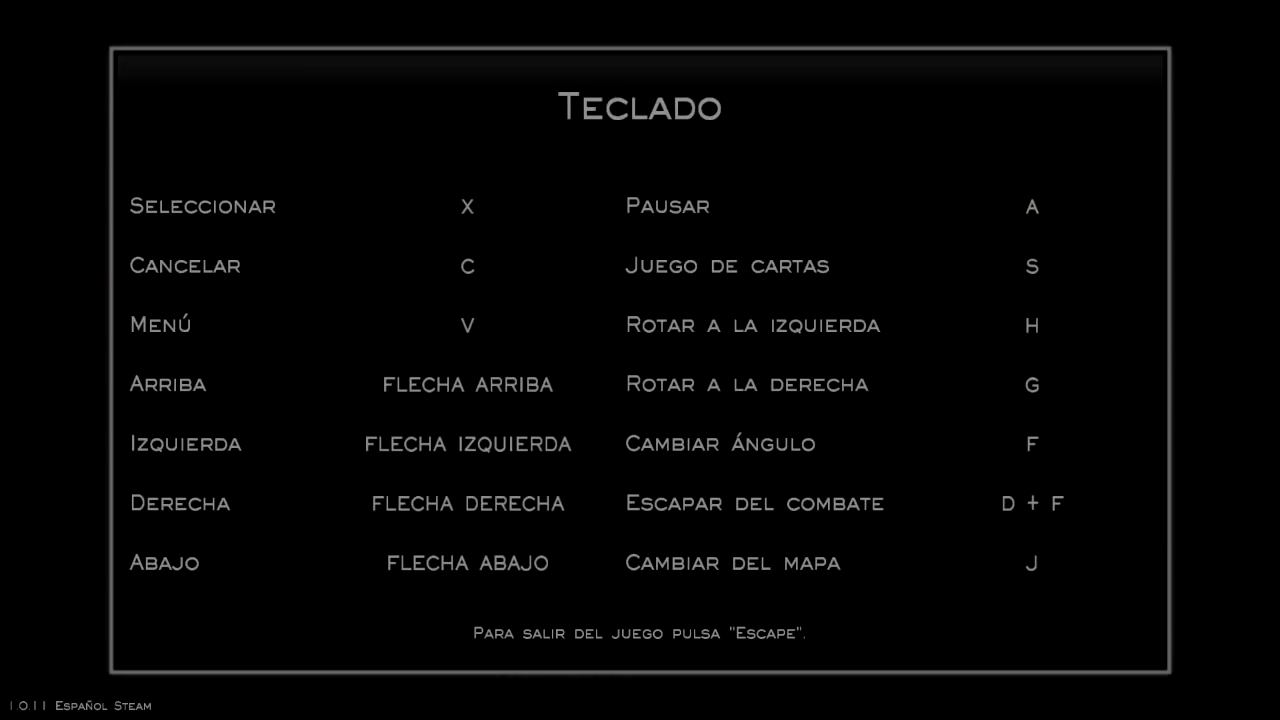 Teclado
Seleccionar X Pausar A
Cancelar C Juego de cartas S
Menú V Rotar a la izquierda H
Arriba FLECHA ARRIBA Rotar a la derecha G
Izquierda FLECHA IZQUIERDA Cambiar ángulo F
Derecha FLECHA DERECHA Escapar del combate D + F
Abajo FLECHA ABAJO Cambiar del mapa J
Para salir del juego pulsa "Escape".
1.0.11 Español Steam